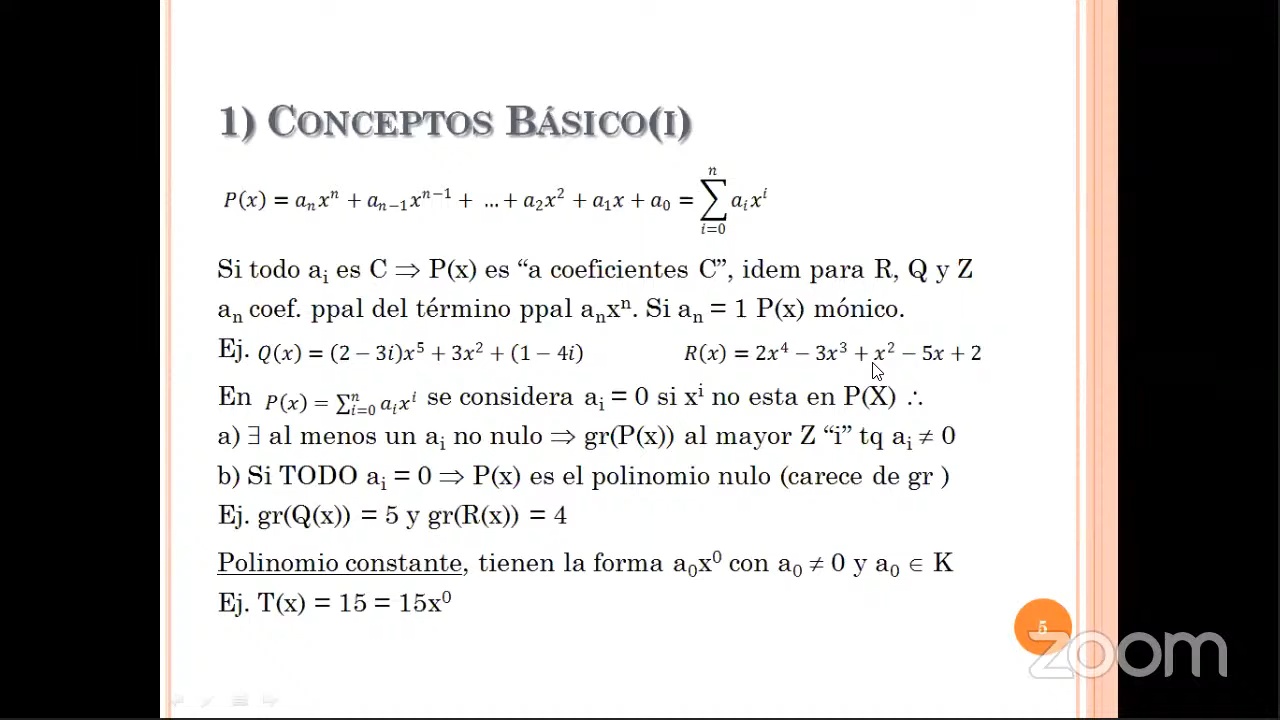 1) Conceptos Básico(i)
P(x) = aₙxⁿ + aₙ₋₁xⁿ⁻¹ + … + a₂x² + a₁x + a₀ = ∑ⁿᵢ₌₀ aᵢxⁱ
Si todo aᵢ es C ⇒ P(x) es “a coeficientes C”, idem para R, Q y Z
aₙ coef. ppal del término ppal aₙxⁿ. Si aₙ = 1 P(x) mónico.
Ej. Q(x) = (2 − 3i)x⁵ + 3x² + (1 − 4i) R(x) = 2x⁴ − 3x³ + x² − 5x + 2
En P(x) = ∑ⁿᵢ₌₀ aᵢxⁱ se considera aᵢ = 0 si xⁱ no esta en P(X) ∴
a) ∃ al menos un aᵢ no nulo ⇒ gr(P(x)) al mayor Z “i” tq aᵢ ≠ 0
b) Si TODO aᵢ = 0 ⇒ P(x) es el polinomio nulo (carece de gr )
Ej. gr(Q(x)) = 5 y gr(R(x)) = 4
Polinomio constante, tienen la forma a₀x⁰ con a₀ ≠ 0 y a₀ ∈ K
Ej. T(x) = 15 = 15x⁰
5
zoom